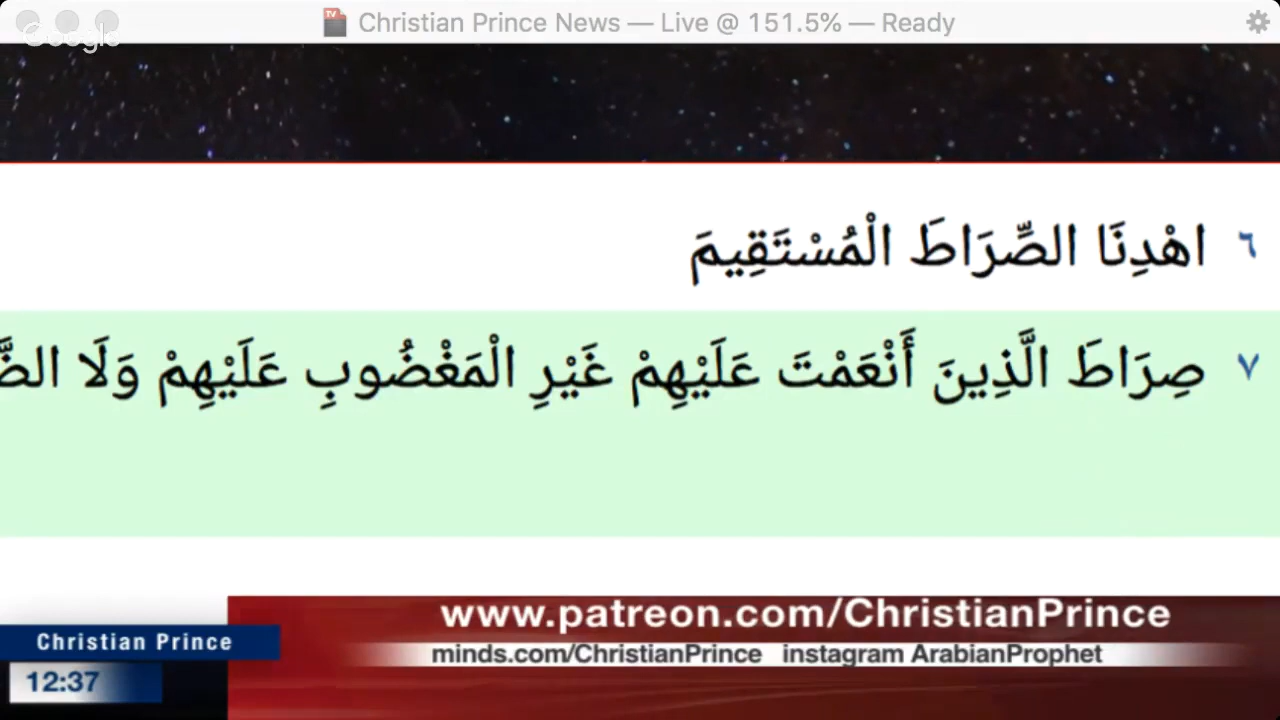 Christian Prince News — Live @ 151.5% — Ready
Google
٦ اهْدِنَا الصِّرَاطَ الْمُسْتَقِيمَ
٧ صِرَاطَ الَّذِينَ أَنْعَمْتَ عَلَيْهِمْ غَيْرِ الْمَغْضُوبِ عَلَيْهِمْ وَلَا
www.patreon.com/ChristianPrince
Christian Prince
minds.com/ChristianPrince instagram ArabianProphet
12:37